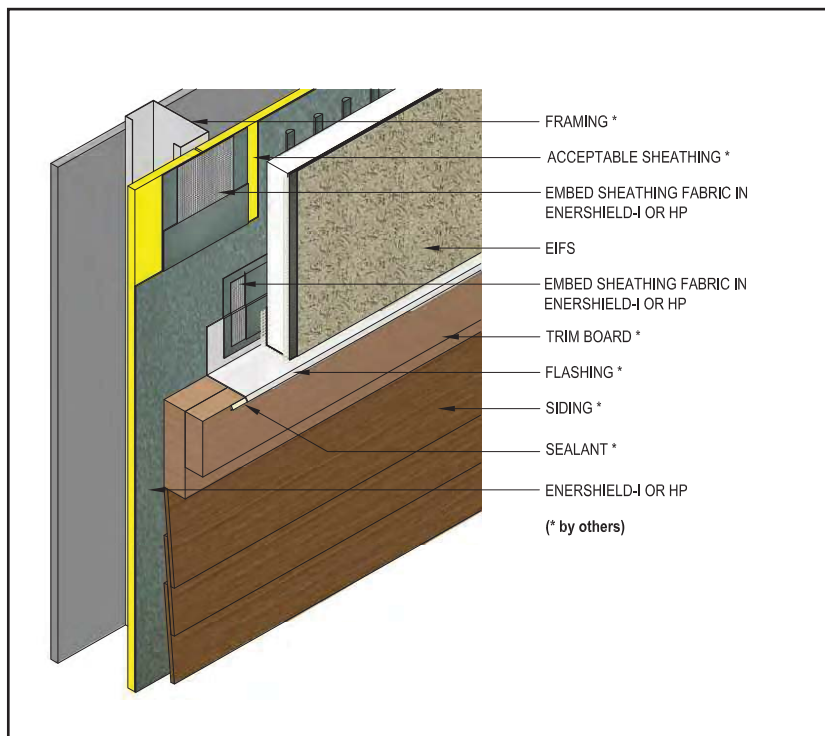 FRAMING *
ACCEPTABLE SHEATHING *
EMBED SHEATHING FABRIC IN
ENERSHIELD-I OR HP
EIFS
EMBED SHEATHING FABRIC IN
ENERSHIELD-I OR HP
TRIM BOARD *
FLASHING *
SIDING *
SEALANT *
ENERSHIELD-I OR HP
(* by others)